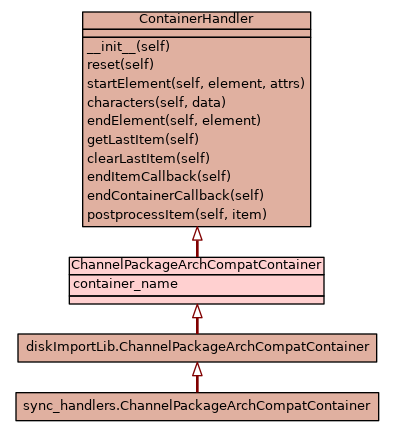 ContainerHandler
__init__(self)
reset(self)
startElement(self, element, attrs)
characters(self, data)
endElement(self, element)
getLastItem(self)
clearLastItem(self)
endItemCallback(self)
endContainerCallback(self)
postprocessItem(self, item)
ChannelPackageArchCompatContainer
container_name
diskImportLib.ChannelPackageArchCompatContainer
sync_handlers.ChannelPackageArchCompatContainer